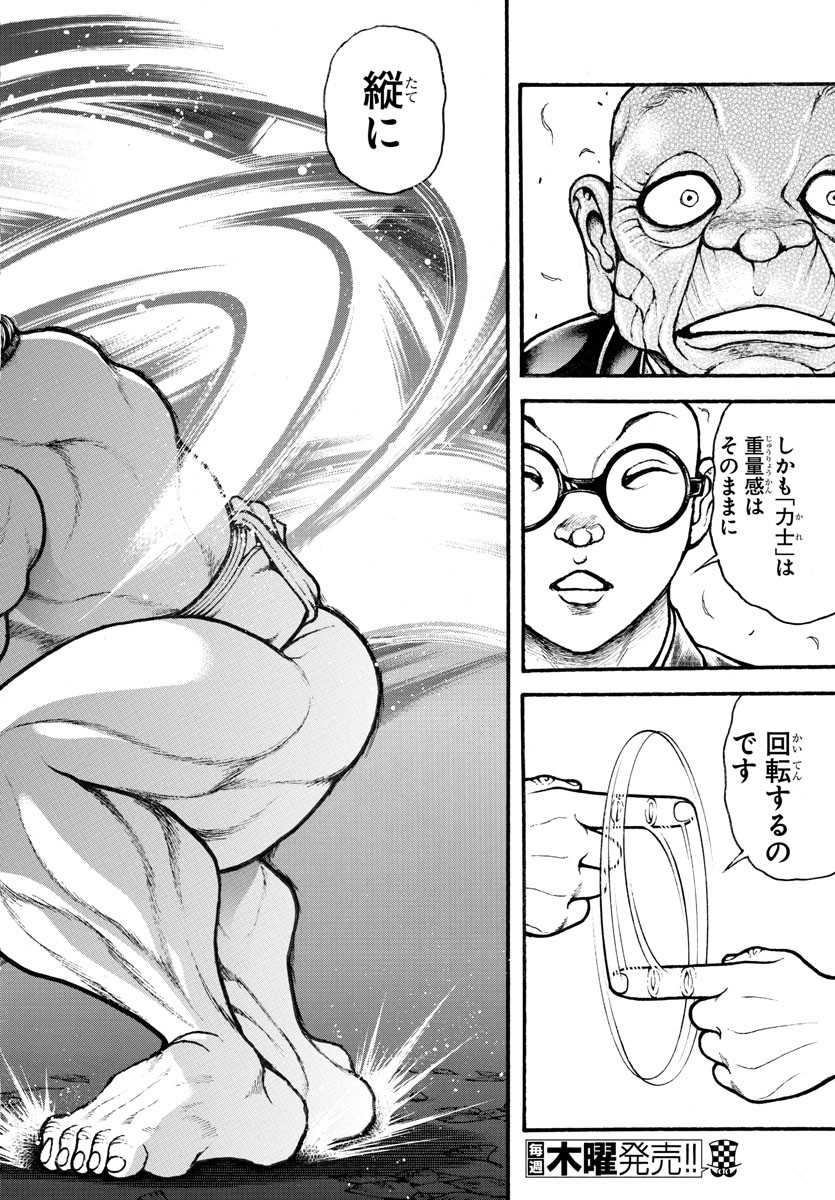 しかも「力士」は
重量感は
そのままに
回転するの
です
縦に
毎週木曜発売!!